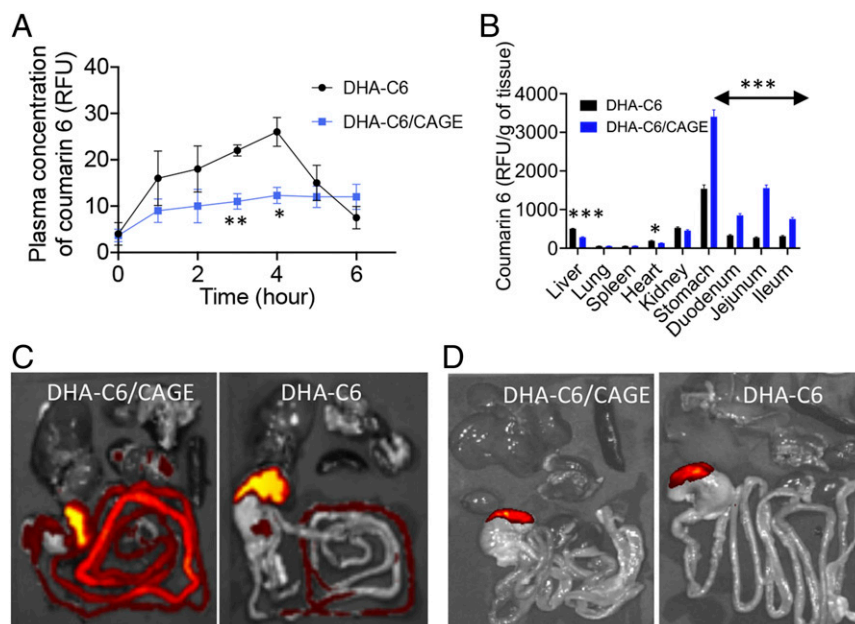 A
Plasma concentration
of coumarin 6 (RFU)
40
30
20
10
0
0
2
4
6
Time (hour)
DHA-C6
DHA-C6/CAGE
**
*
B
Coumarin 6 (RFU/g of tissue)
4000
3000
2000
1000
0
DHA-C6
DHA-C6/CAGE
***
***
*
Liver
Lung
Spleen
Heart
Kidney
Stomach
Duodenum
Jejunum
Ileum
C
DHA-C6/CAGE
DHA-C6
D
DHA-C6/CAGE
DHA-C6